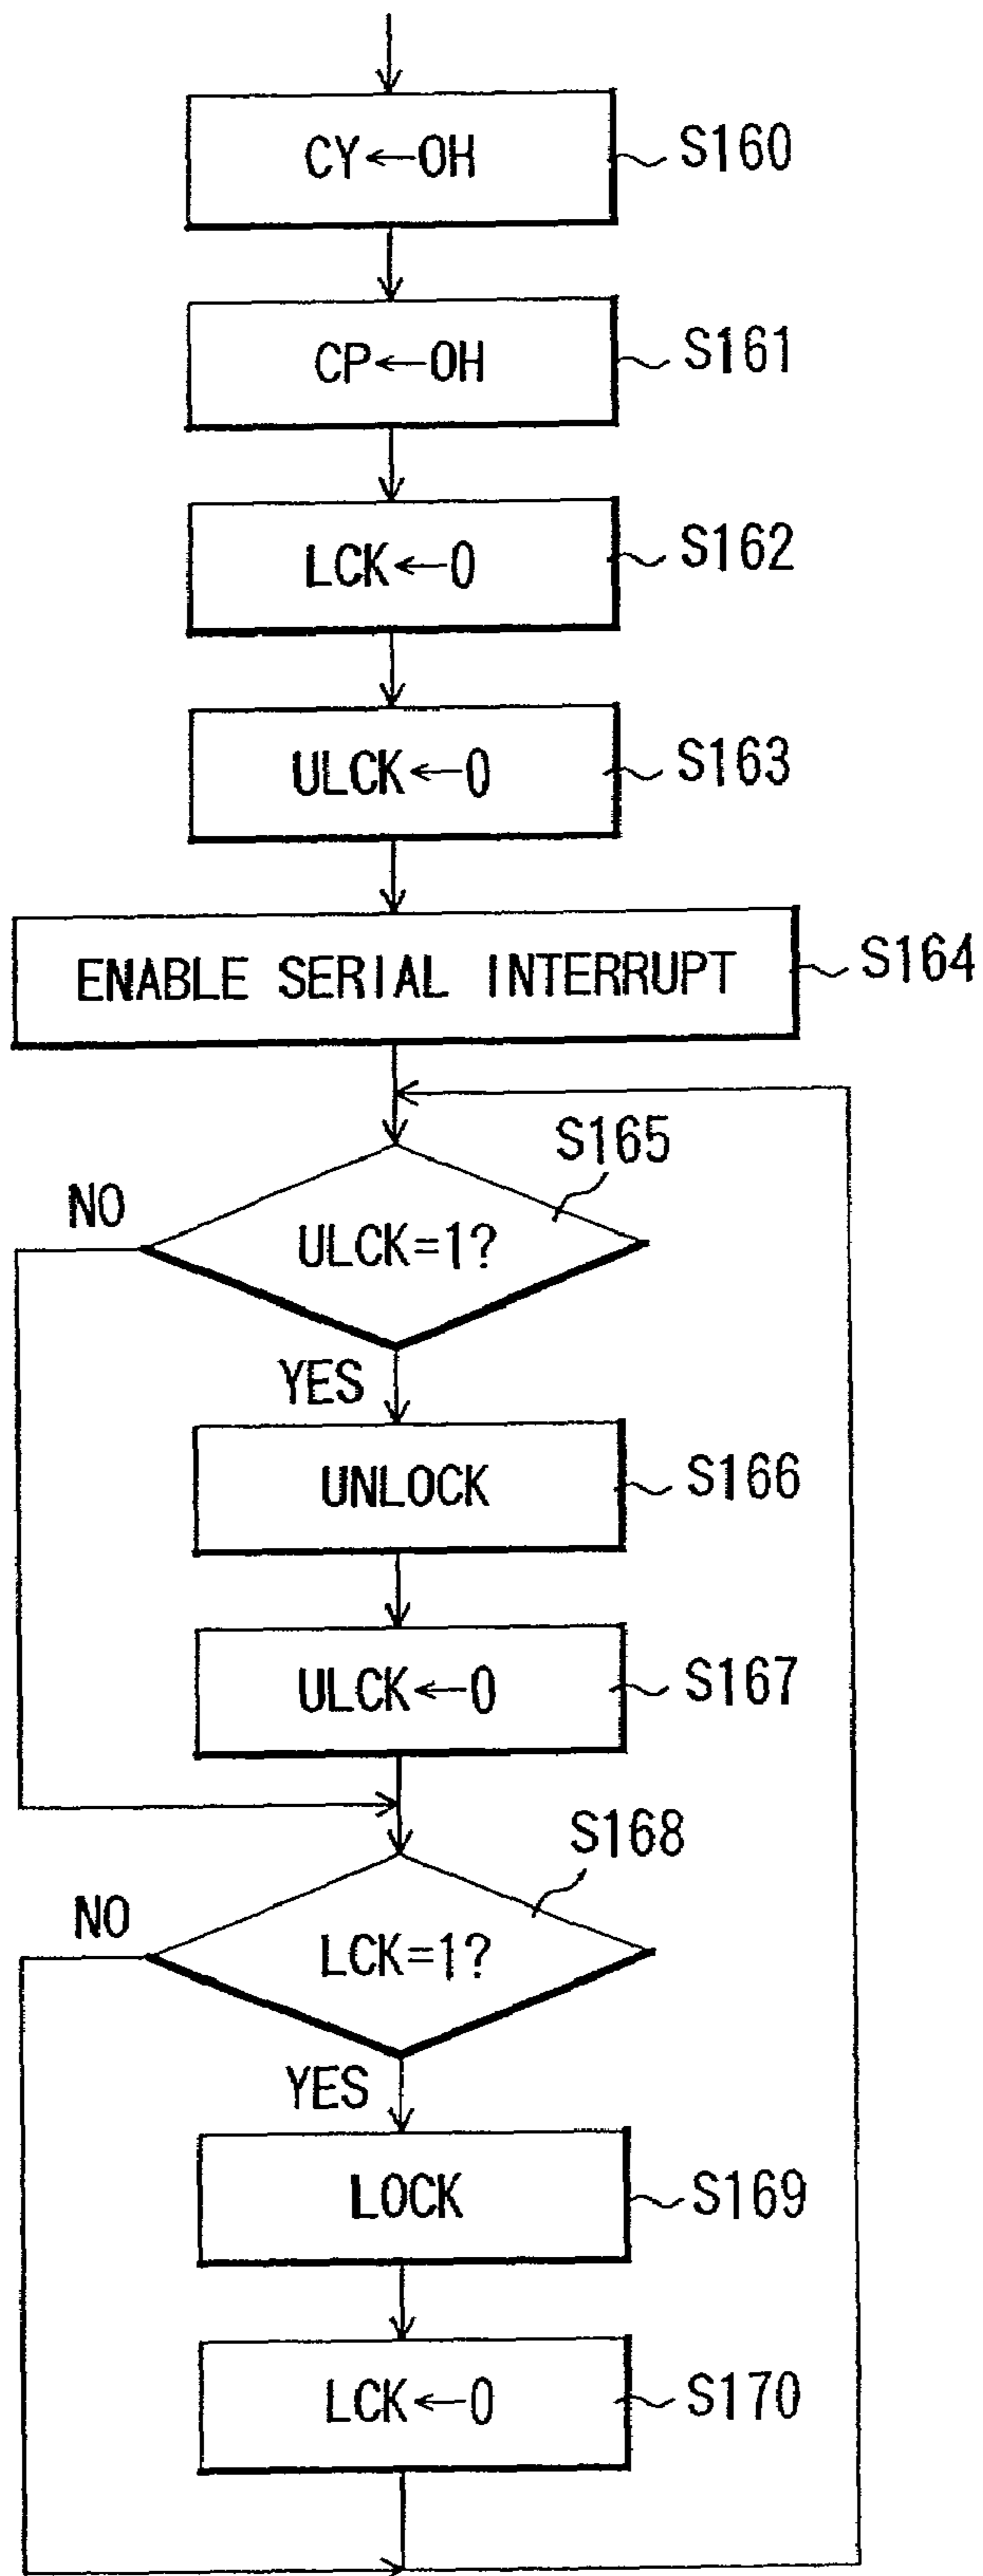 CY←0H S160
CP←0H S161
LCK←0 S162
ULCK←0 S163
ENABLE SERIAL INTERRUPT S164
S165
NO
ULCK=1?
YES
UNLOCK S166
ULCK←0 S167
S168
NO
LCK=1?
YES
LOCK S169
LCK←0 S170